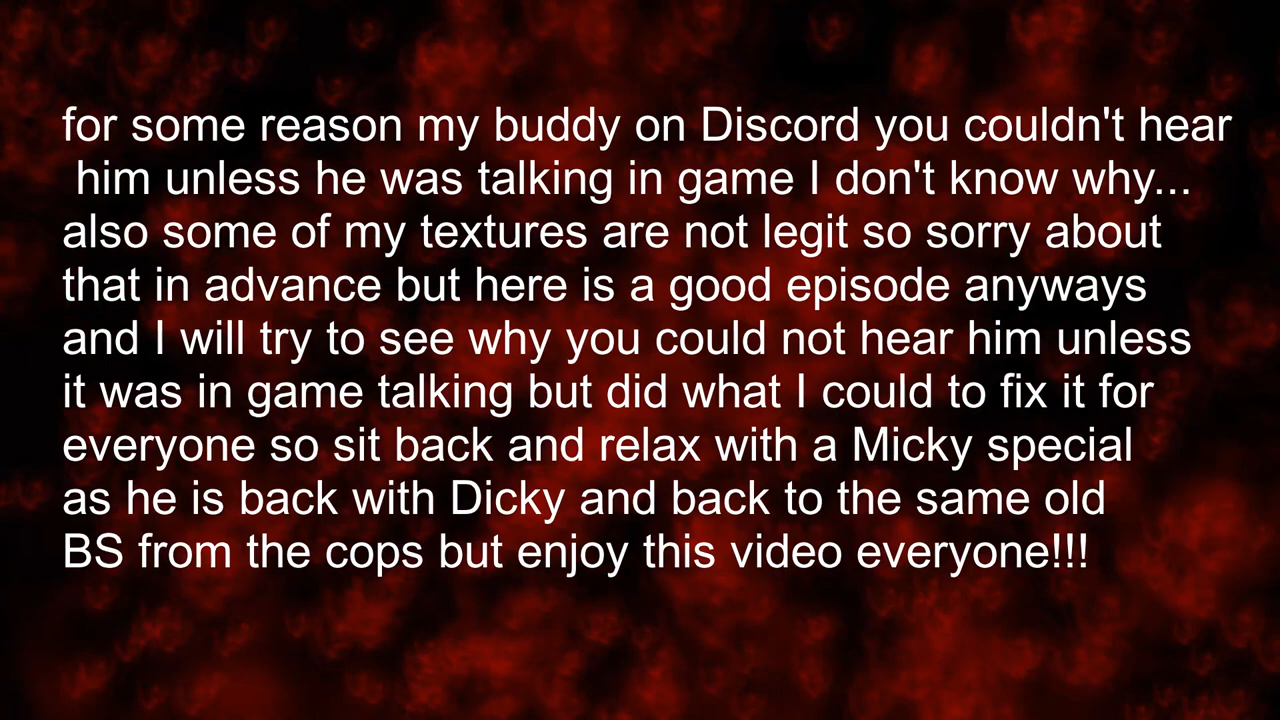 for some reason my buddy on Discord you couldn't hear
him unless he was talking in game I don't know why...
also some of my textures are not legit so sorry about
that in advance but here is a good episode anyways
and I will try to see why you could not hear him unless
it was in game talking but did what I could to fix it for
everyone so sit back and relax with a Micky special
as he is back with Dicky and back to the same old
BS from the cops but enjoy this video everyone!!!